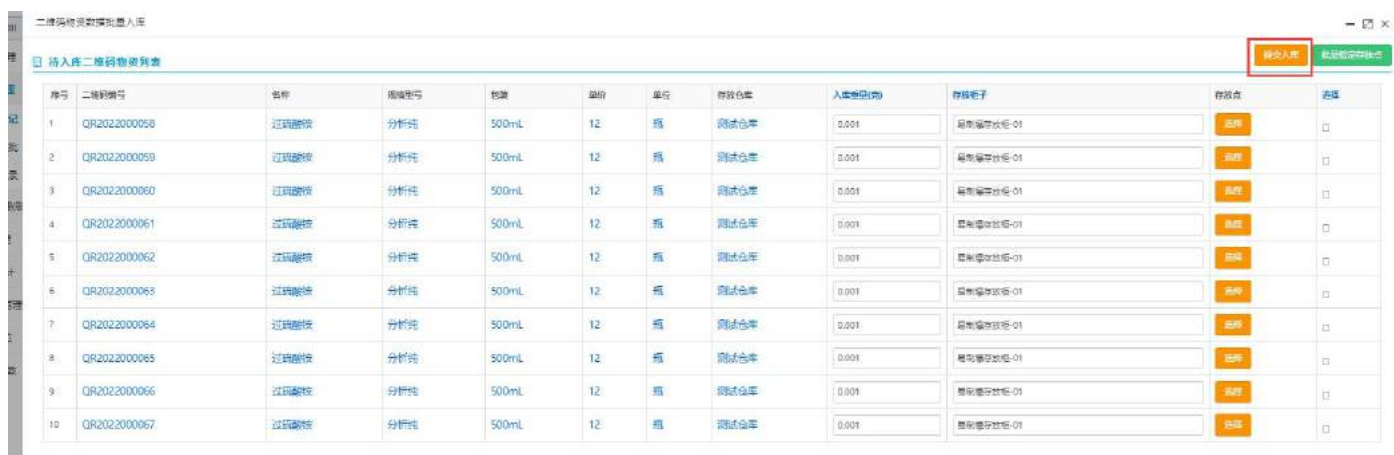 二维码物资数据批量入库
待入库二维码物资列表
提交入库 批量指定存放点
序号 二维码编号 名称 规格型号 包装 单价 单位 存放仓库 入库重量(克) 存放柜子 存放点 选择
1 QR2022000058 过硫酸铵 分析纯 500mL 12 瓶 测试仓库 0.001 易制爆存放柜-01 选择
2 QR2022000059 过硫酸铵 分析纯 500mL 12 瓶 测试仓库 0.001 易制爆存放柜-01 选择
3 QR2022000060 过硫酸铵 分析纯 500mL 12 瓶 测试仓库 0.001 易制爆存放柜-01 选择
4 QR2022000061 过硫酸铵 分析纯 500mL 12 瓶 测试仓库 0.001 易制爆存放柜-01 选择
5 QR2022000062 过硫酸铵 分析纯 500mL 12 瓶 测试仓库 0.001 易制爆存放柜-01 选择
6 QR2022000063 过硫酸铵 分析纯 500mL 12 瓶 测试仓库 0.001 易制爆存放柜-01 选择
7 QR2022000064 过硫酸铵 分析纯 500mL 12 瓶 测试仓库 0.001 易制爆存放柜-01 选择
8 QR2022000065 过硫酸铵 分析纯 500mL 12 瓶 测试仓库 0.001 易制爆存放柜-01 选择
9 QR2022000066 过硫酸铵 分析纯 500mL 12 瓶 测试仓库 0.001 易制爆存放柜-01 选择
10 QR2022000067 过硫酸铵 分析纯 500mL 12 瓶 测试仓库 0.001 易制爆存放柜-01 选择